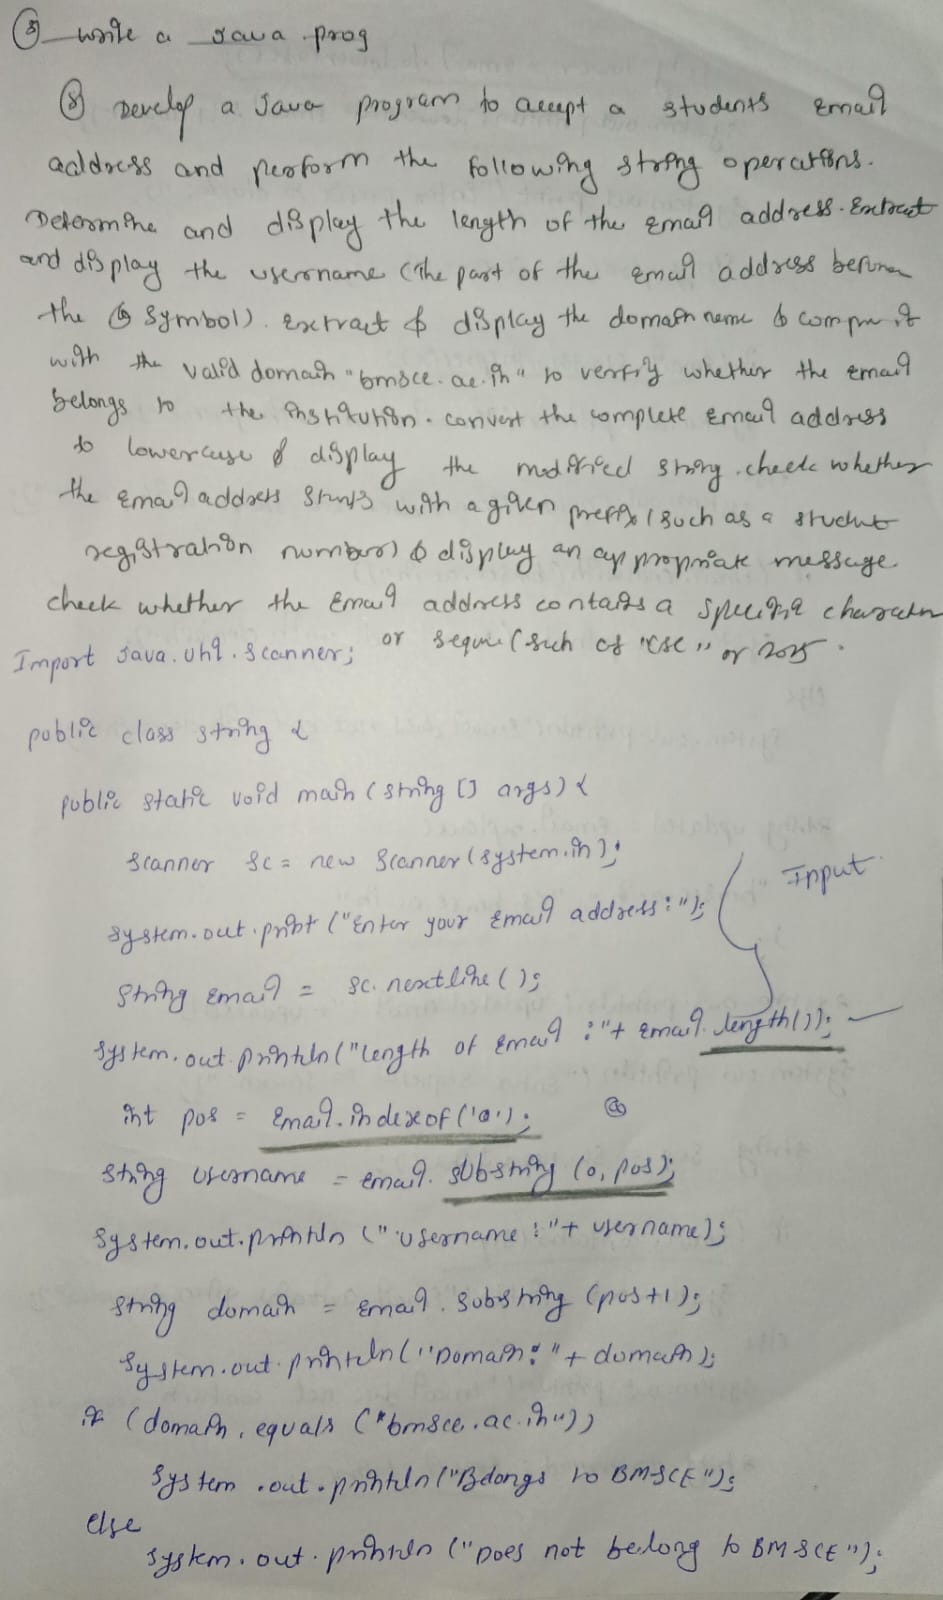 ⑧ write a Java prog
⑧ Develop a Java program to accept a students Email
address and perform the following string operations.
Determine and display the length of the Email address. Extract
and display the username (The part of the email address before
the @ symbol). Extract & display the domain name & compare it
with the valid domain "bmsce.ac.in" to verify whether the email
belongs to the institution. convert the complete Email address
to lowercase & display the modified string. check whether
the Email address starts with a given prefix (such as a student
registration number) & display an appropriate message.
check whether the Email address contains a specific character
or (such as "CSE" or 2025.
Import Java.util.Scanner;
public class string {
public static void main (string [] args) {
Scanner Sc = new Scanner (system.in);
Input
System.out.print ("Enter your Email address:");
String Email = Sc.nextline ();
System.out.println ("Length of Email :"+ Email.length());
int pos = Email.indexof ('@'); @
String username = email.substring (0, pos);
System.out.println ("username :"+ username);
String domain = Email.Substring (pos+1);
System.out.println ("Domain: "+ domain);
if (domain.equals ("bmsce.ac.in"))
System.out.println ("Belongs to BMSCE");
else
System.out.println ("Does not belong to BMSCE");